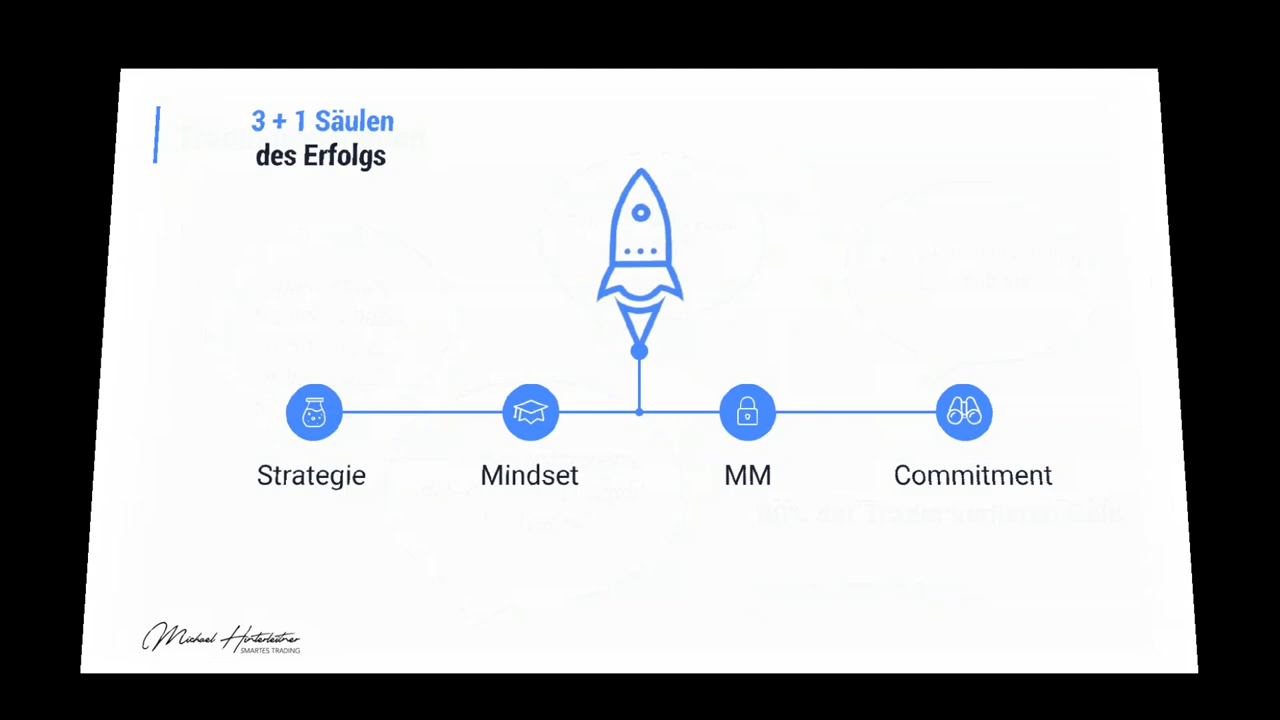 3 + 1 Säulen
des Erfolgs
Strategie
Mindset
MM
Commitment
Michael Hinterleitner
SMARTES TRADING